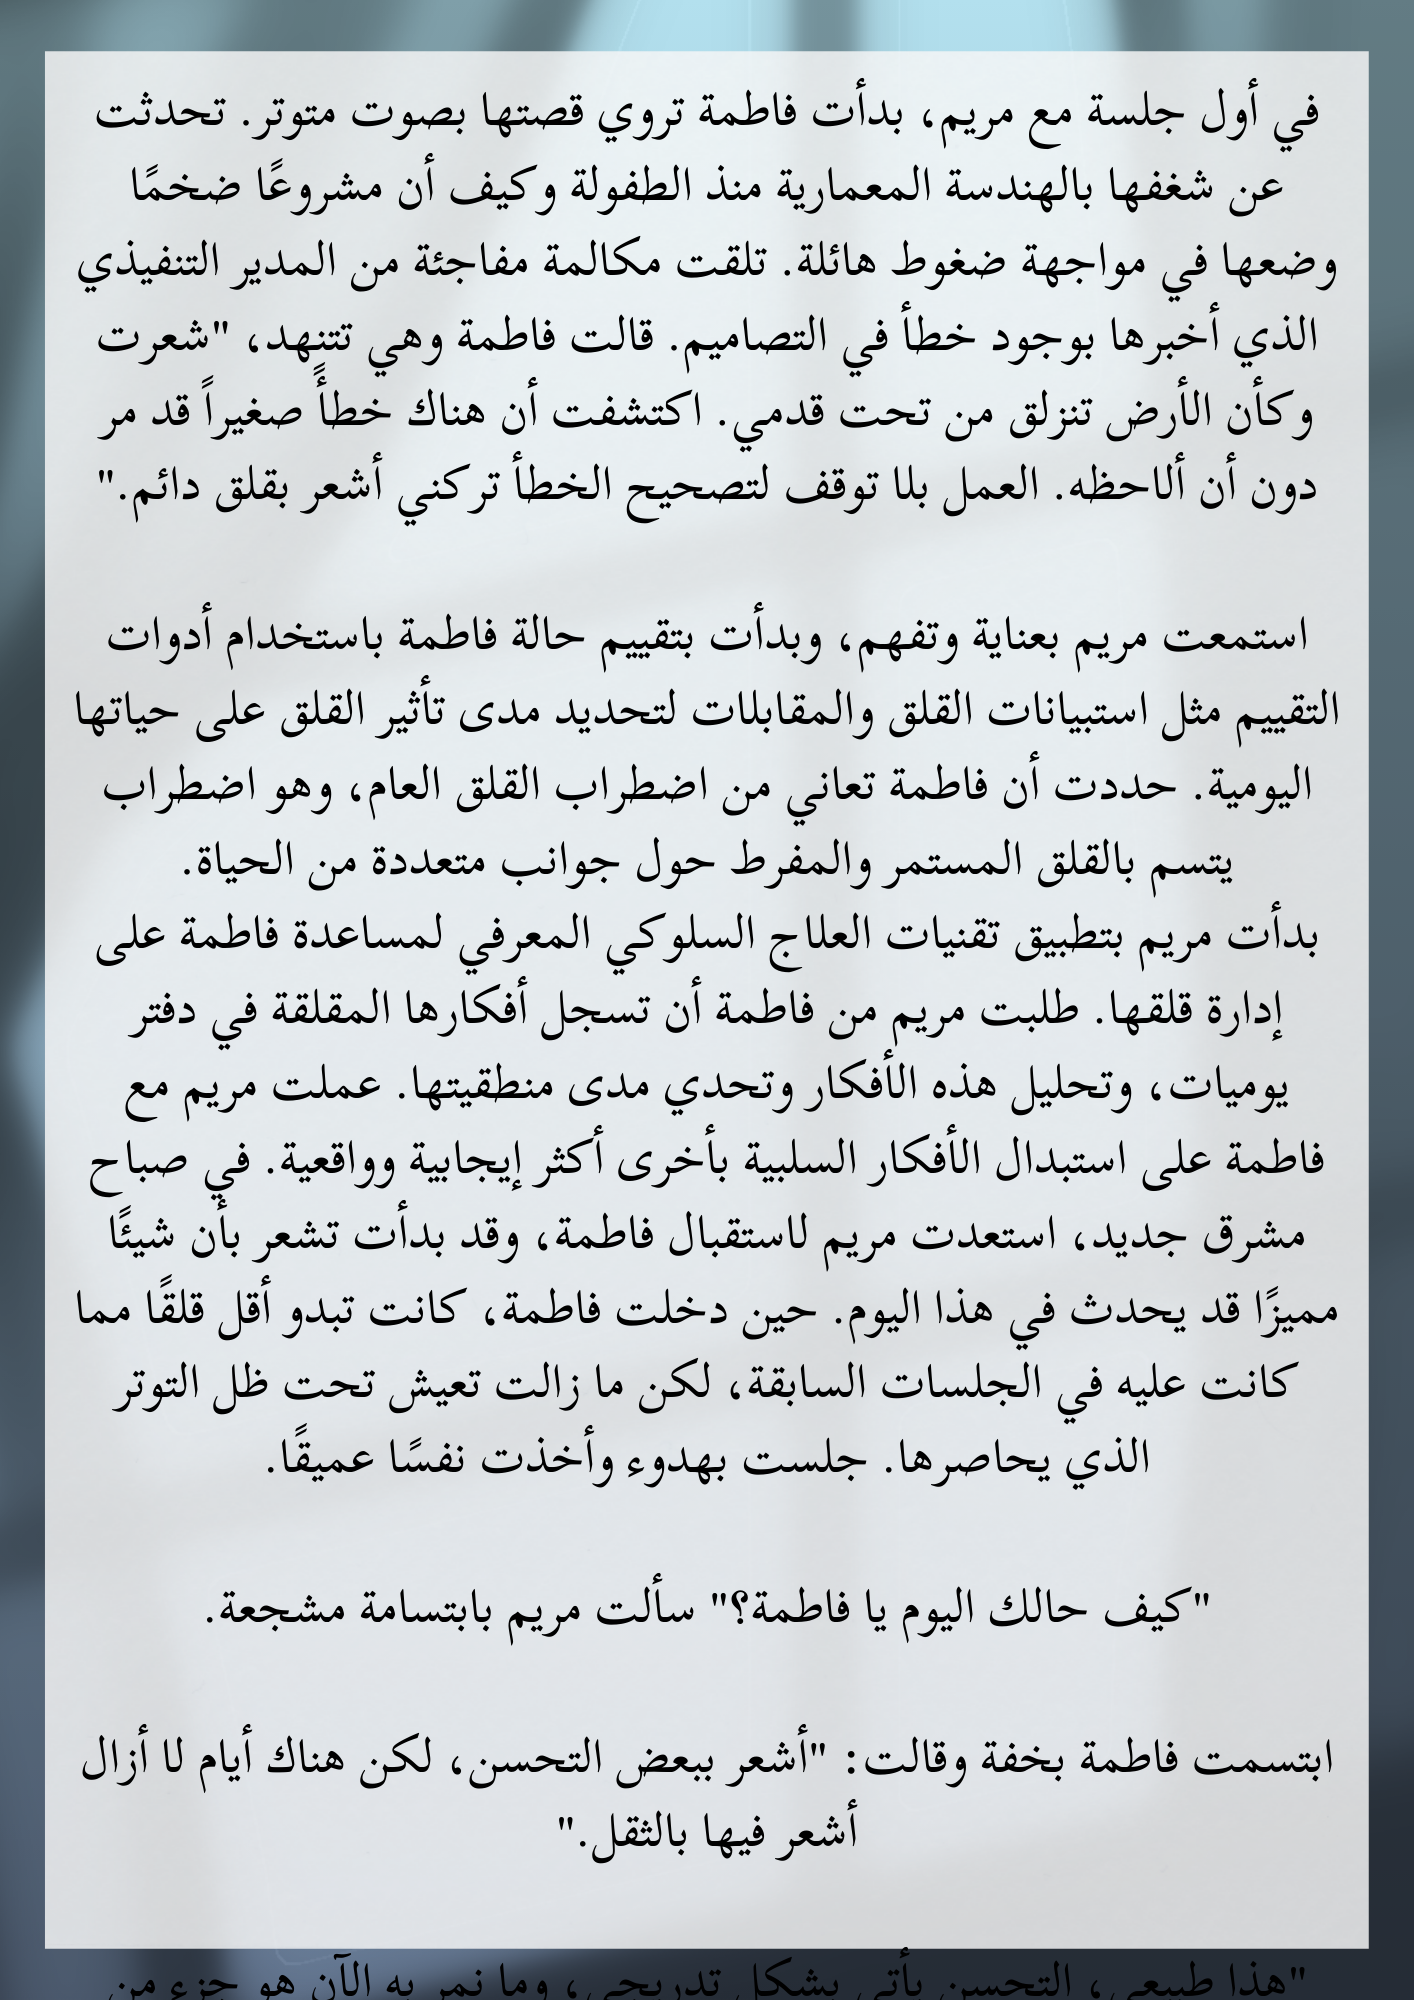 في أول جلسة مع مريم، بدأت فاطمة تروي قصتها بصوت متوتر. تحدثت
عن شغفها بالهندسة المعمارية منذ الطفولة وكيف أن مشروعًا ضخمًا
وضعها في مواجهة ضغوط هائلة. تلقت مكالمة مفاجئة من المدير التنفيذي
الذي أخبرها بوجود خطأ في التصاميم. قالت فاطمة وهي تتنهد، "شعرت
وكأن الأرض تنزلق من تحت قدمي. اكتشفت أن هناك خطأً صغيراً قد مر
دون أن ألاحظه. العمل بلا توقف لتصحيح الخطأ تركني أشعر بقلق دائم."
استمعت مريم بعناية وتفهم، وبدأت بتقييم حالة فاطمة باستخدام أدوات
التقييم مثل استبيانات القلق والمقابلات لتحديد مدى تأثير القلق على حياتها
اليومية. حددت أن فاطمة تعاني من اضطراب القلق العام، وهو اضطراب
يتسم بالقلق المستمر والمفرط حول جوانب متعددة من الحياة.
بدأت مريم بتطبيق تقنيات العلاج السلوكي المعرفي لمساعدة فاطمة على
إدارة قلقها. طلبت مريم من فاطمة أن تسجل أفكارها المقلقة في دفتر
يوميات، وتحليل هذه الأفكار وتحدي مدى منطقيتها. عملت مريم مع
فاطمة على استبدال الأفكار السلبية بأخرى أكثر إيجابية وواقعية. في صباح
مشرق جديد، استعدت مريم لاستقبال فاطمة، وقد بدأت تشعر بأن شيئًا
مميزًا قد يحدث في هذا اليوم. حين دخلت فاطمة، كانت تبدو أقل قلقًا مما
كانت عليه في الجلسات السابقة، لكن ما زالت تعيش تحت ظل التوتر
الذي يحاصرها. جلست بهدوء وأخذت نفسًا عميقًا.
"كيف حالك اليوم يا فاطمة؟" سألت مريم بابتسامة مشجعة.
ابتسمت فاطمة بخفة وقالت: "أشعر ببعض التحسن، لكن هناك أيام لا أزال
أشعر فيها بالثقل."
"هذا طبيعي، التحسن يأتي بشكل تدريجي، وما نمر به الآن هو جزء من